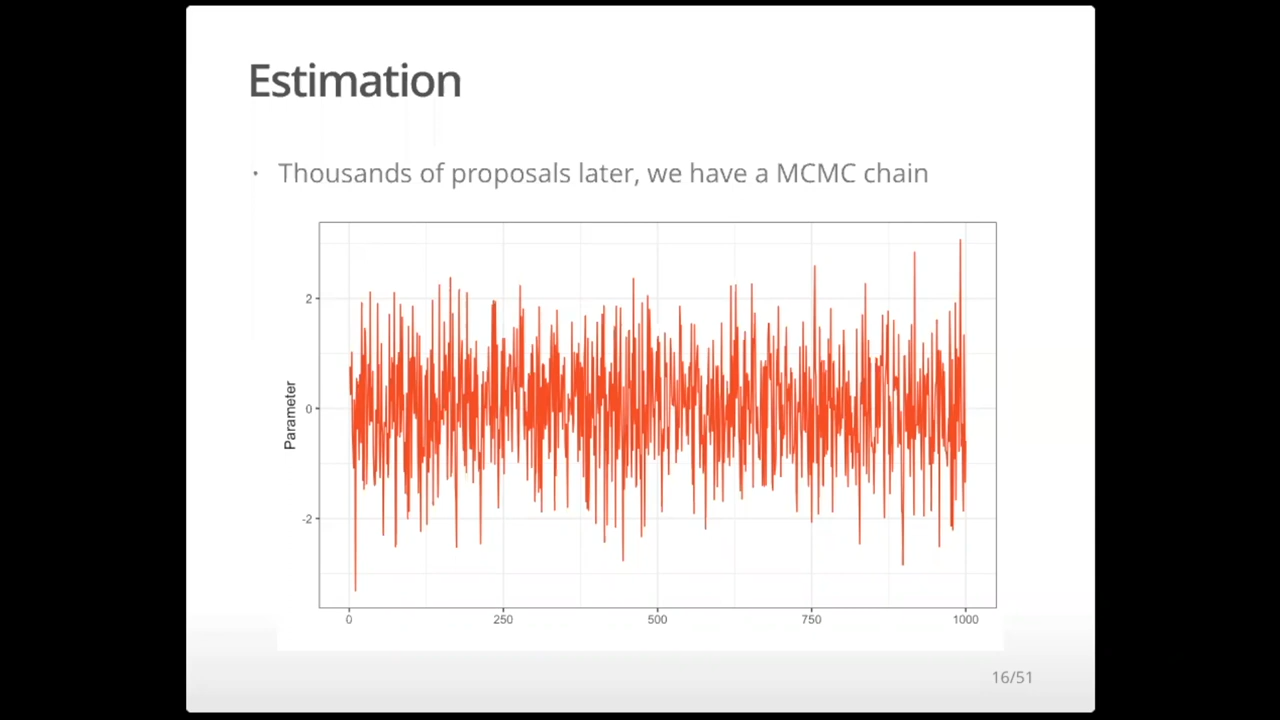 Estimation
· Thousands of proposals later, we have a MCMC chain
2
0
-2
Parameter
0 250 500 750 1000
16/51